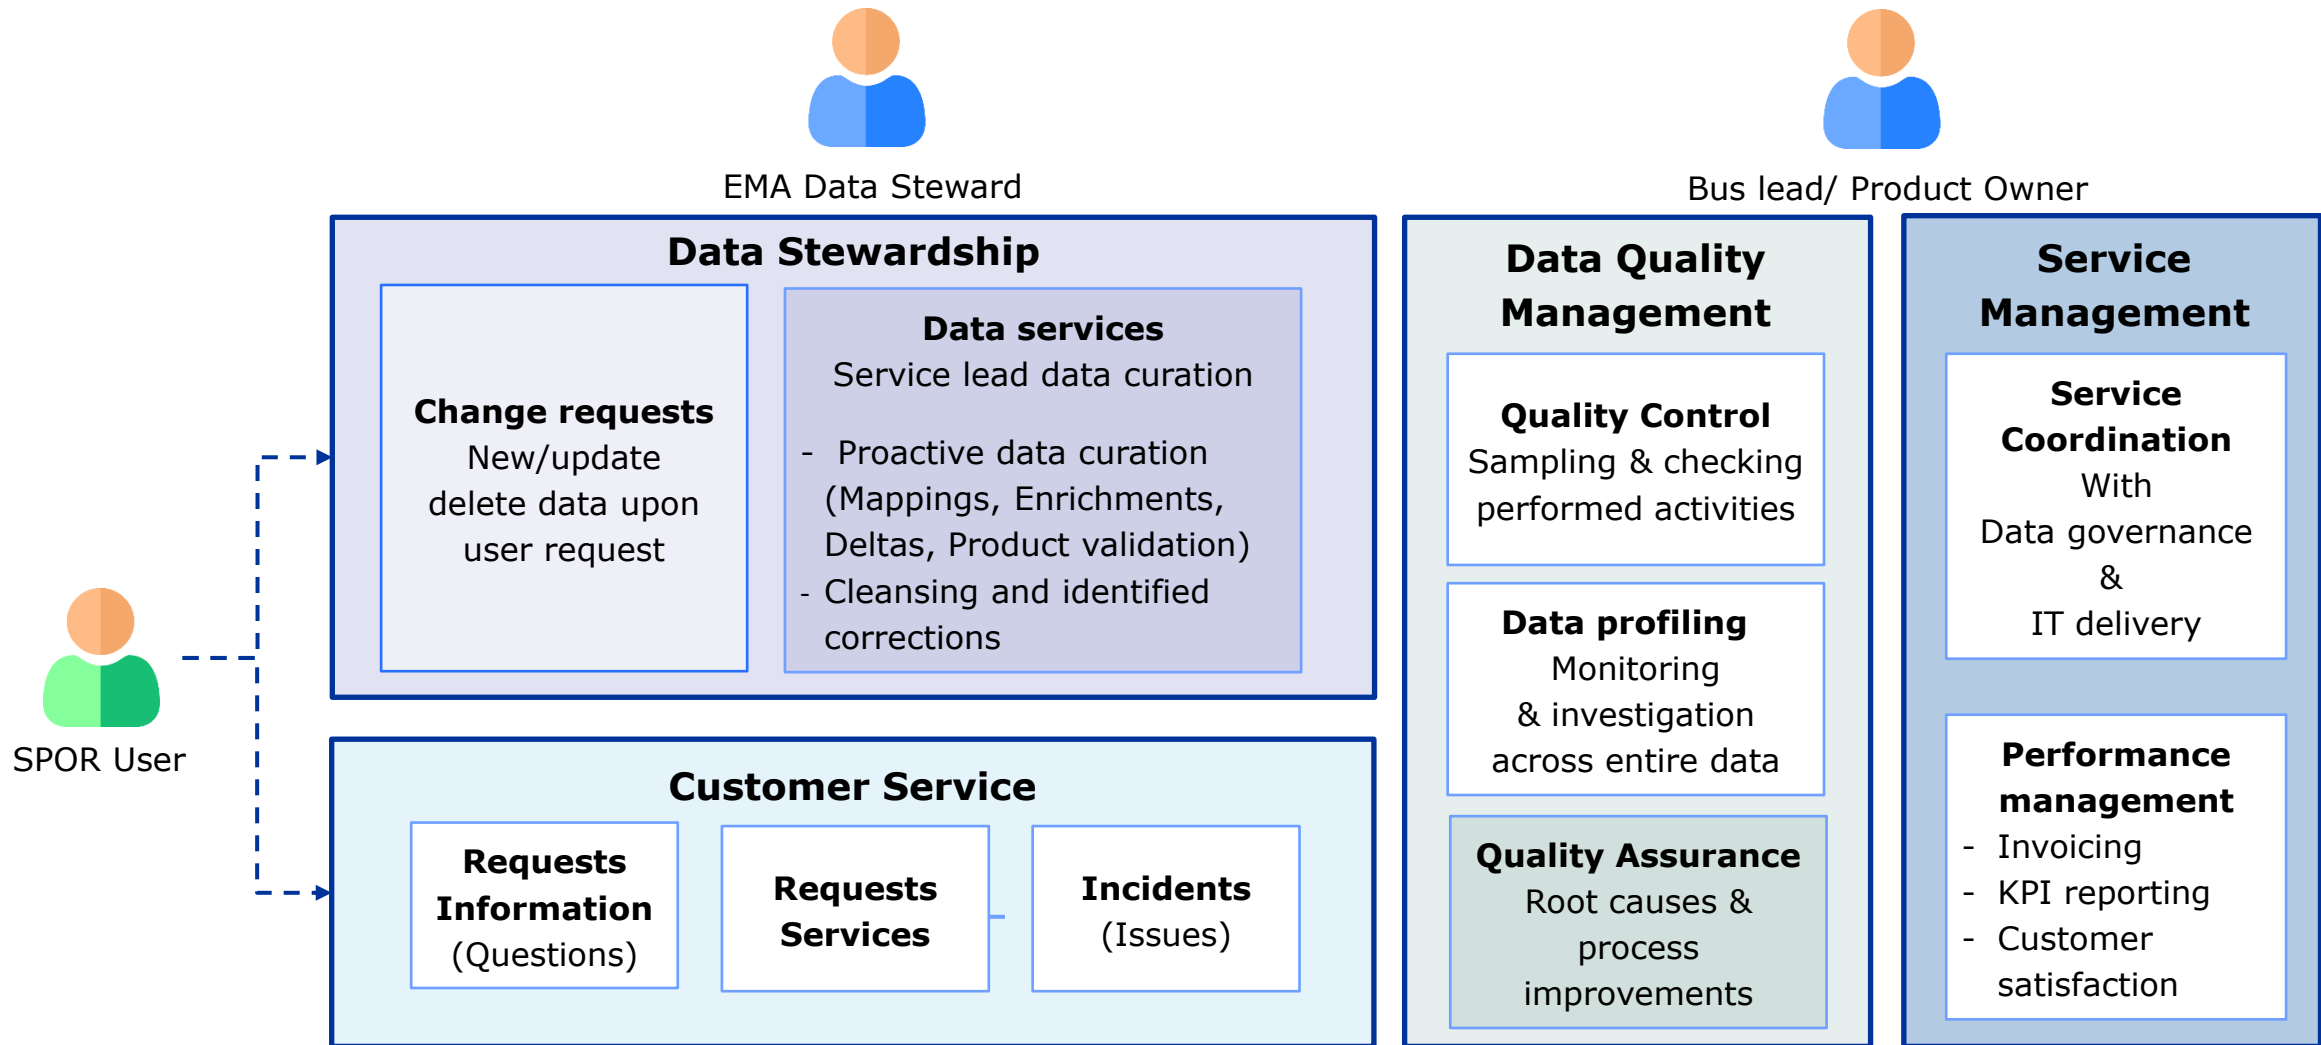 EMA Data Steward
Bus lead/ Product Owner
SPOR User
Data Stewardship
Change requests
New/update
delete data upon
user request
Data services
Service lead data curation
- Proactive data curation
(Mappings, Enrichments,
Deltas, Product validation)
- Cleansing and identified
corrections
Customer Service
Requests
Information
(Questions)
Requests
Services
Incidents
(Issues)
Data Quality
Management
Quality Control
Sampling & checking
performed activities
Data profiling
Monitoring
& investigation
across entire data
Quality Assurance
Root causes &
process
improvements
Service
Management
Service
Coordination
With
Data governance
&
IT delivery
Performance
management
- Invoicing
- KPI reporting
- Customer
satisfaction